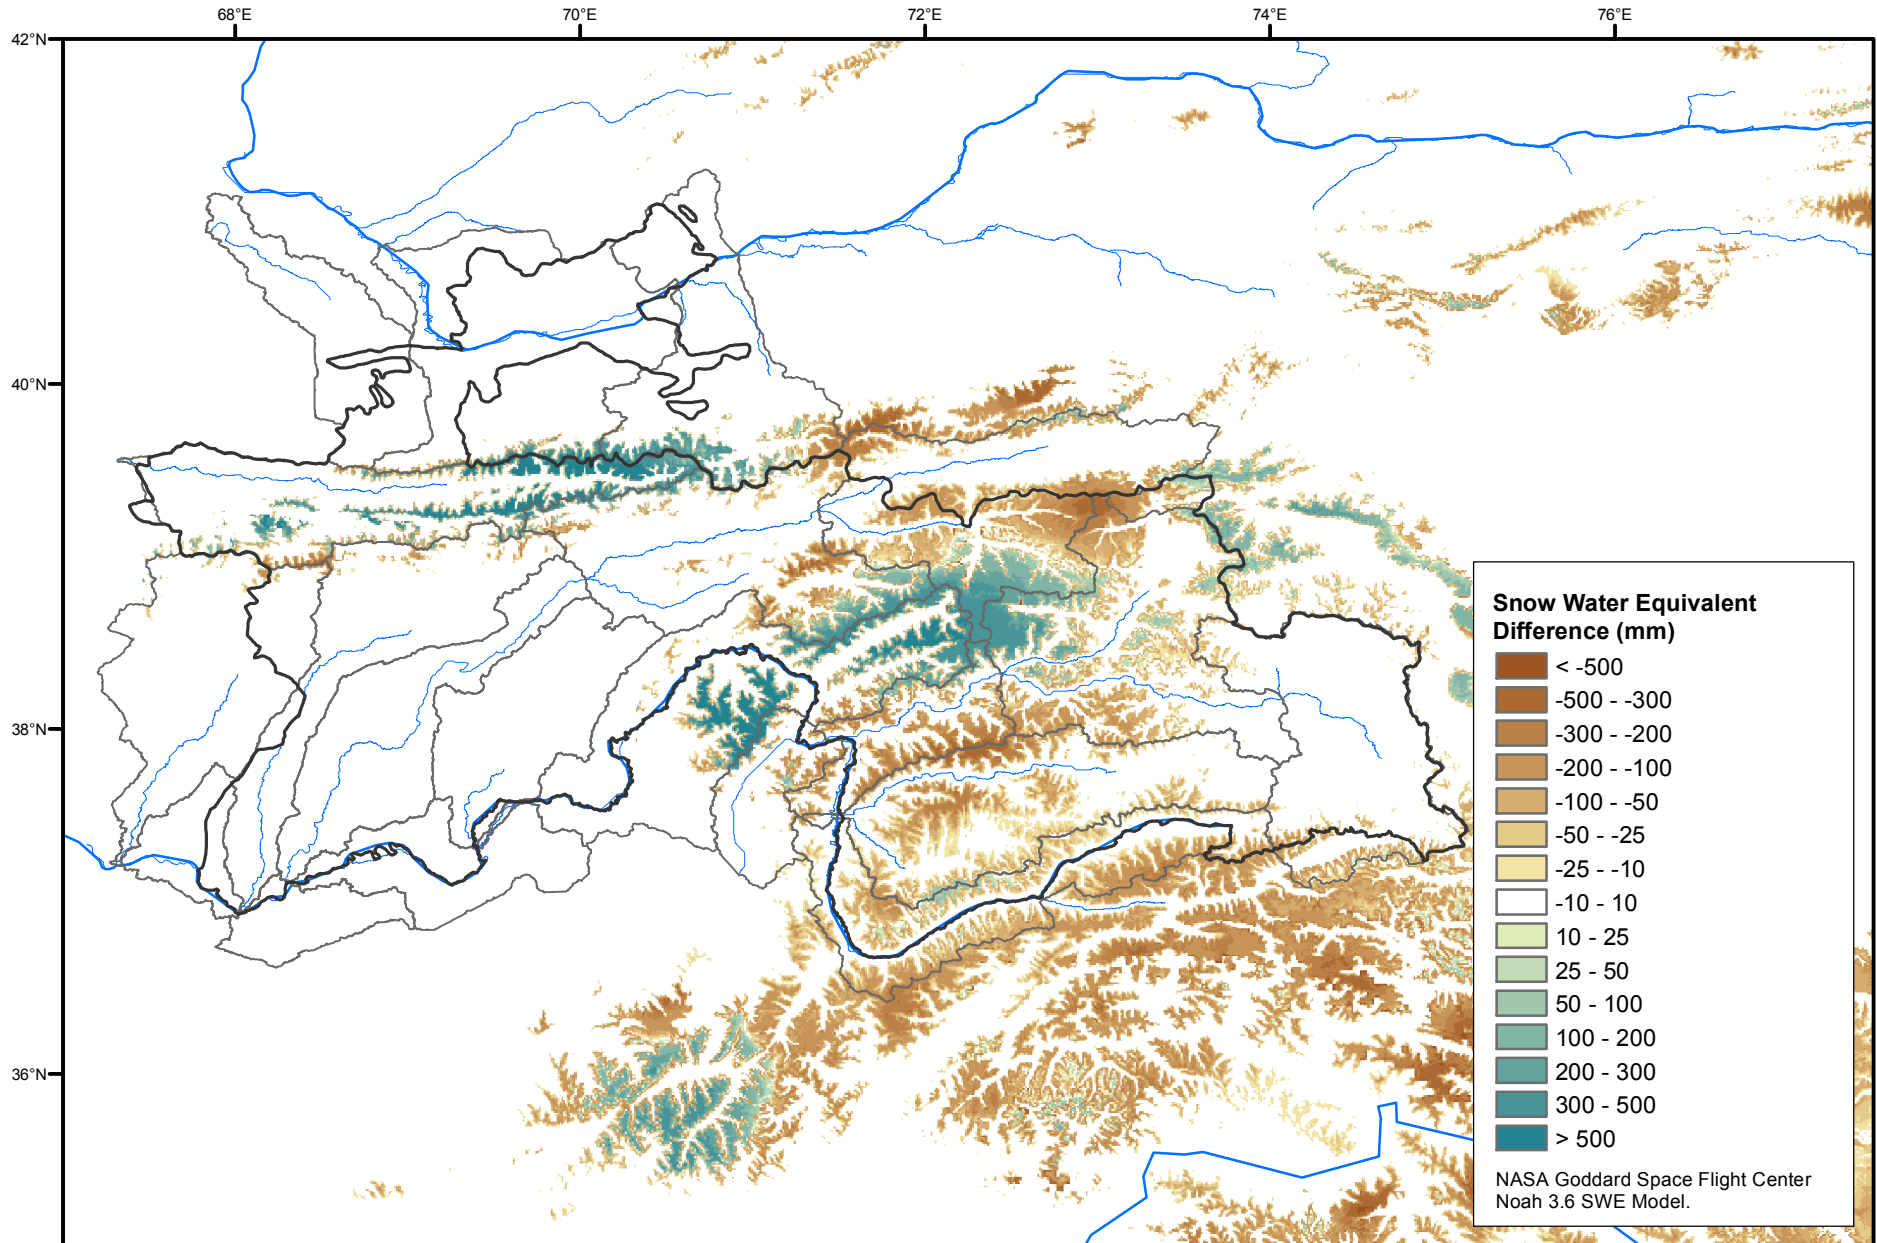 68°E
70°E
72°E
74°E
76°E
42°N
40°N
38°N
36°N
Snow Water Equivalent
Difference (mm)
< -500
-500 - -300
-300 - -200
-200 - -100
-100 - -50
-50 - -25
-25 - -10
-10 - 10
10 - 25
25 - 50
50 - 100
100 - 200
200 - 300
300 - 500
> 500
NASA Goddard Space Flight Center
Noah 3.6 SWE Model.